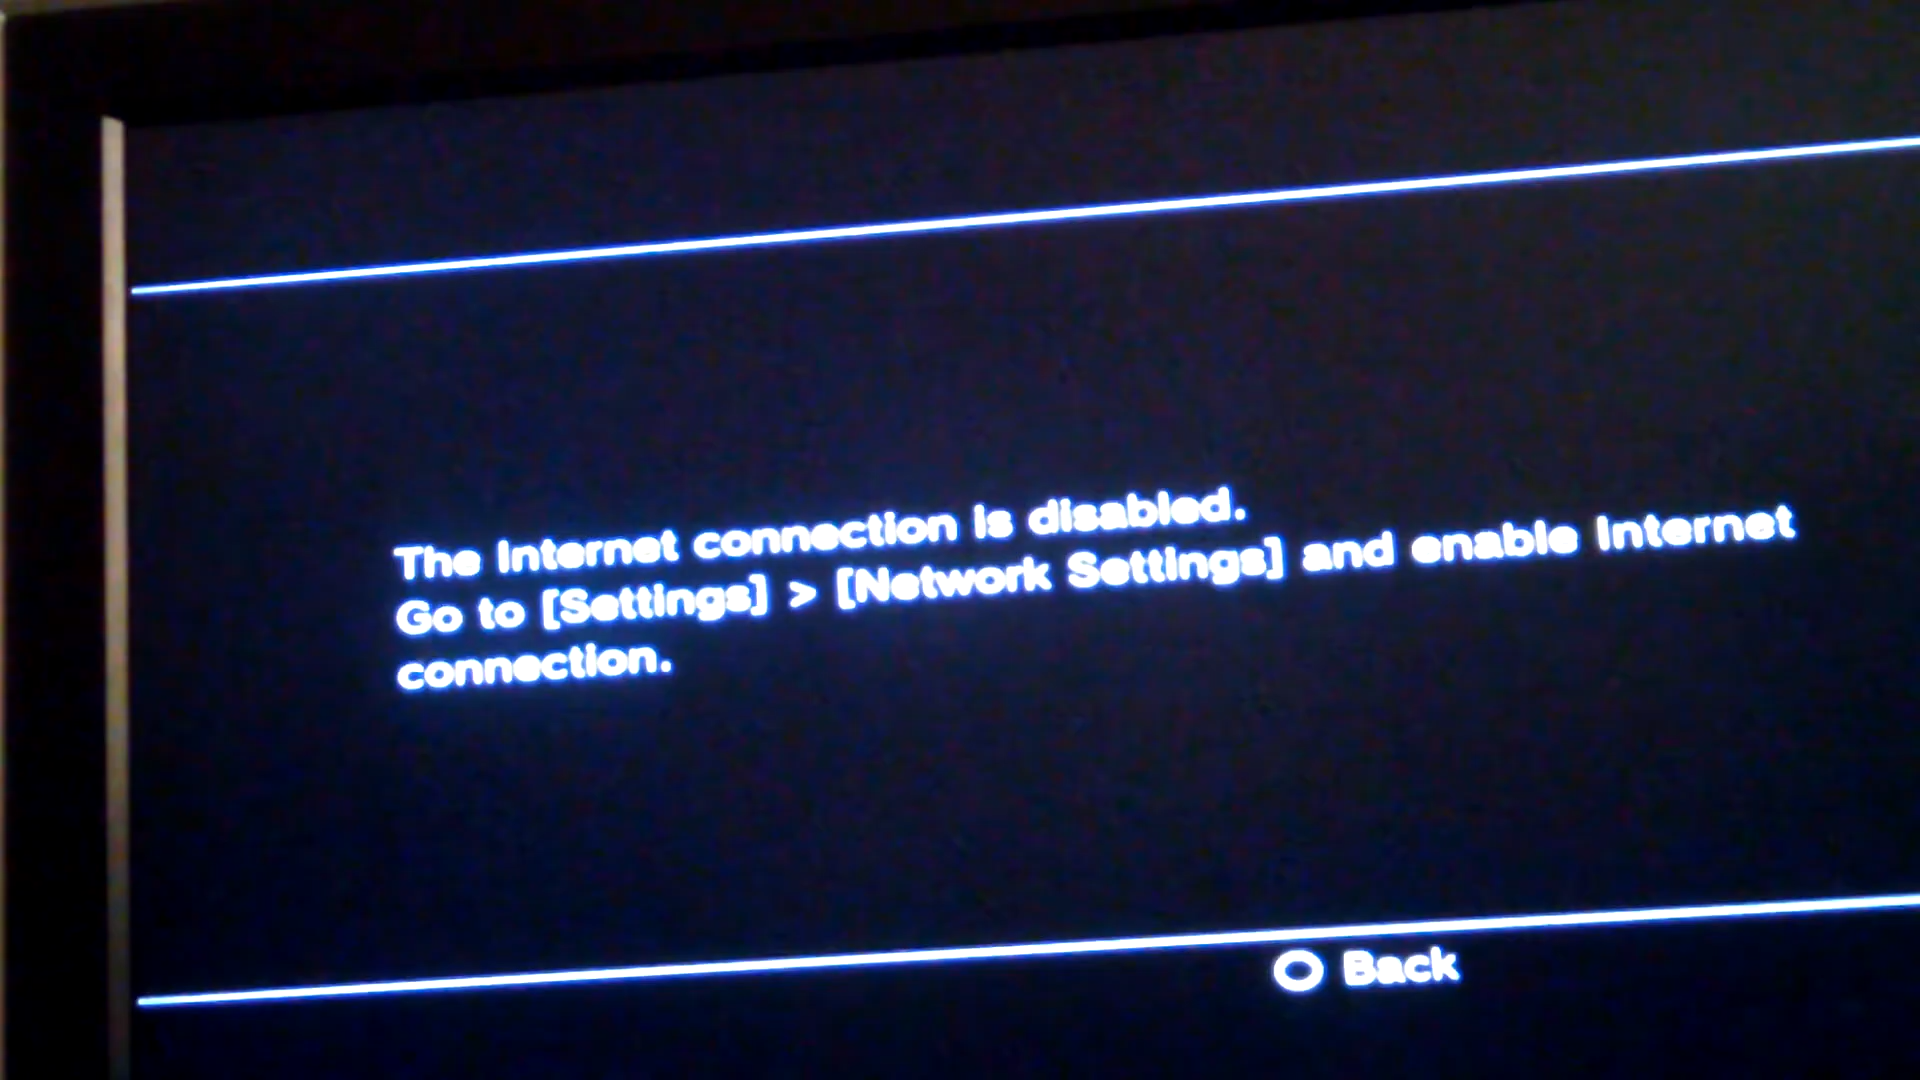 The Internet connection is disabled.
Go to [Settings] > [Network Settings] and enable Internet
connection.
Back